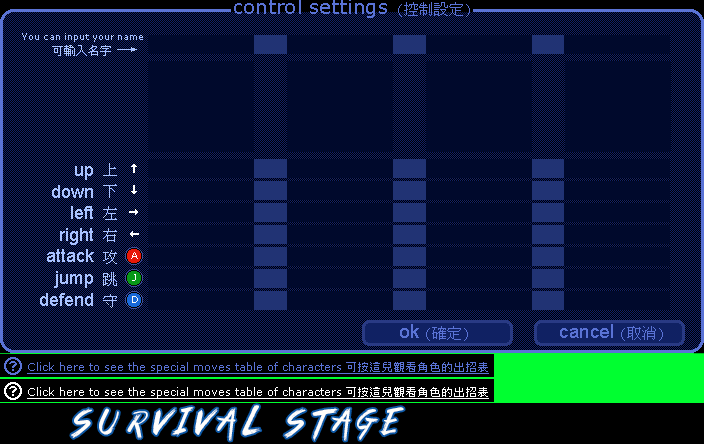 control settings (控制設定)
You can input your name
可輸入名字 →
up 上 ↑
down 下 ↓
left 左 →
right 右 ←
attack 攻 A
jump 跳 J
defend 守 D
ok (確定) cancel (取消)
? Click here to see the special moves table of characters 可按這兒觀看角色的出招表
? Click here to see the special moves table of characters 可按這兒觀看角色的出招表
SURVIVAL STAGE